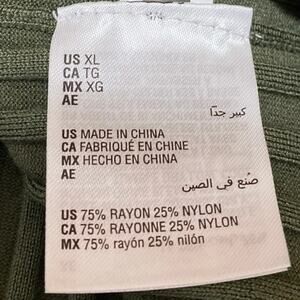 US XL
CA TG
MX XG
AE
كبير جدًا
US MADE IN CHINA
CA FABRIQUÉ EN CHINE
MX HECHO EN CHINA
AE
صُنع في الصين
US 75% RAYON 25% NYLON
CA 75% RAYONNE 25% NYLON
MX 75% rayón 25% nilón